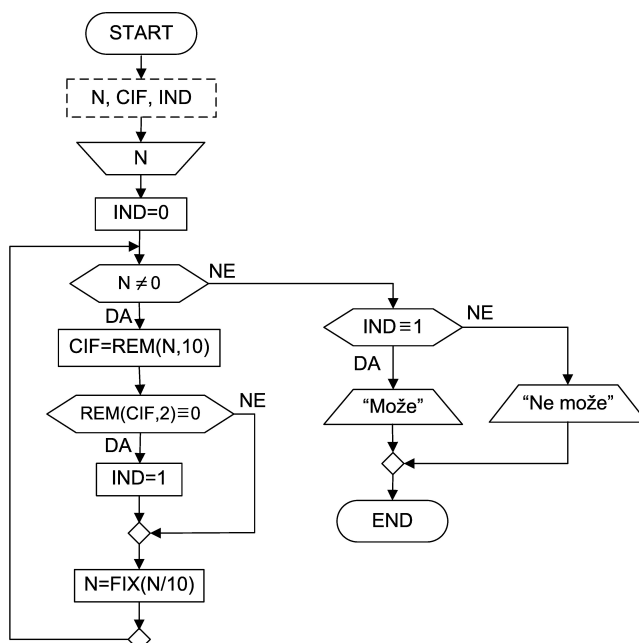 START
N, CIF, IND
N
IND=0
N ≠ 0
NE
DA
CIF=REM(N,10)
REM(CIF,2)≡0
NE
DA
IND=1
N=FIX(N/10)
IND≡1
NE
DA
“Može”
“Ne može”
END